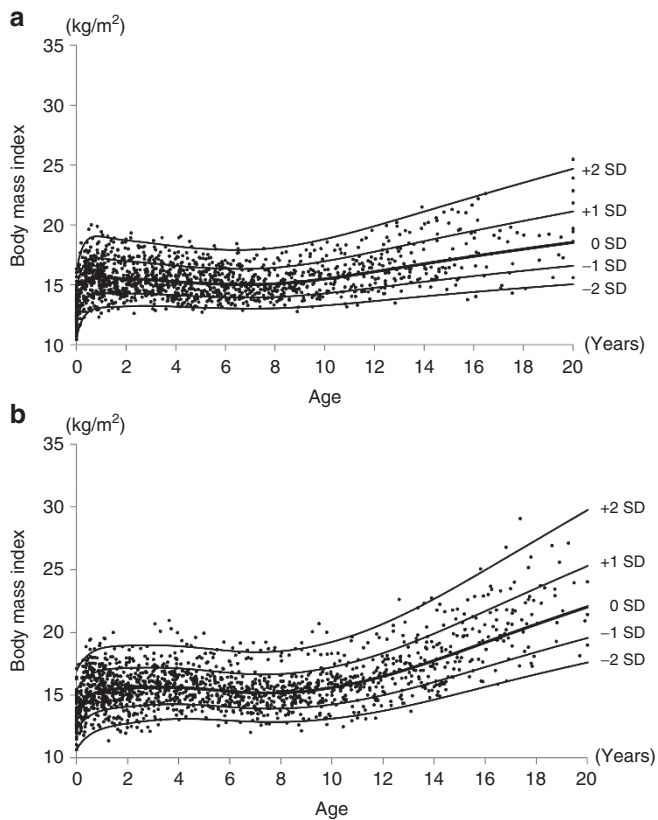 a
(kg/m²)
35
30
25
20
15
10
Body mass index
+2 SD
+1 SD
0 SD
−1 SD
−2 SD
(Years)
0 2 4 6 8 10 12 14 16 18 20
Age
b
(kg/m²)
35
30
25
20
15
10
Body mass index
+2 SD
+1 SD
0 SD
−1 SD
−2 SD
(Years)
0 2 4 6 8 10 12 14 16 18 20
Age